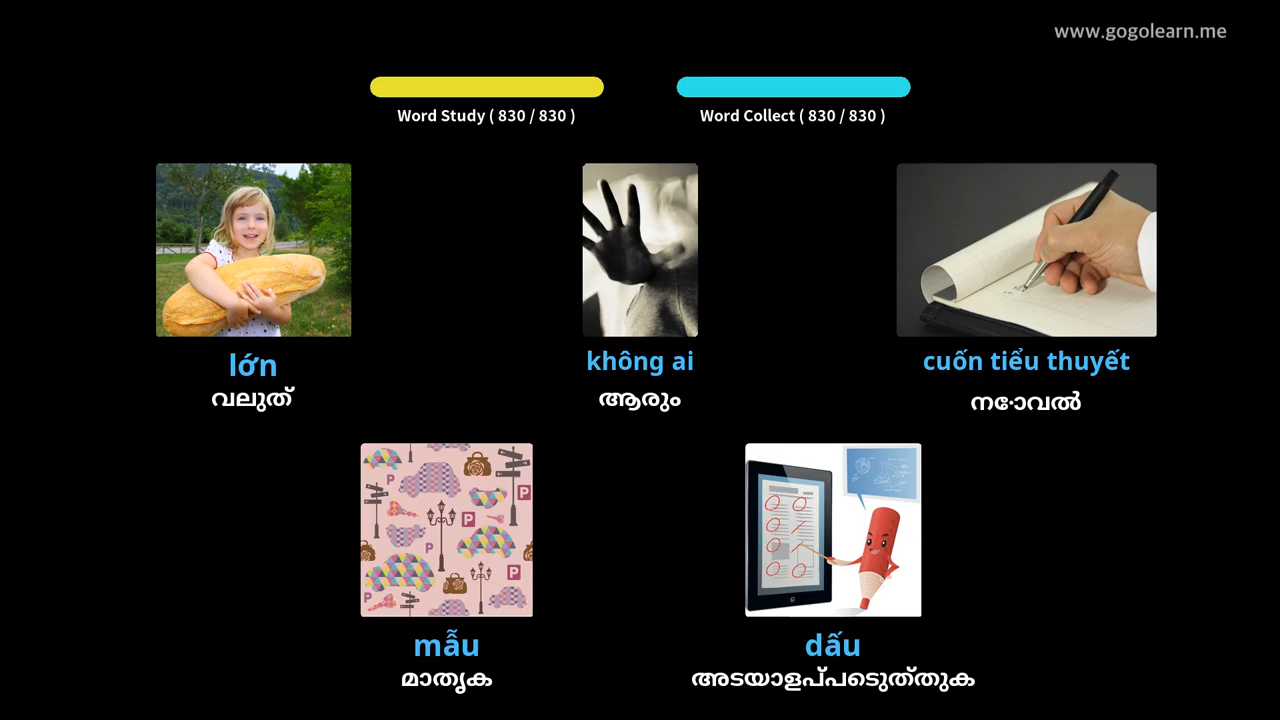 www.gogolearn.me
Word Study ( 830 / 830 )
Word Collect ( 830 / 830 )
lớn
വലുത്
không ai
ആരും
cuốn tiểu thuyết
നോവൽ
P
P
P
P
P
P
mẫu
മാതൃക
dấu
അടയാളപ്പടെുത്തുക